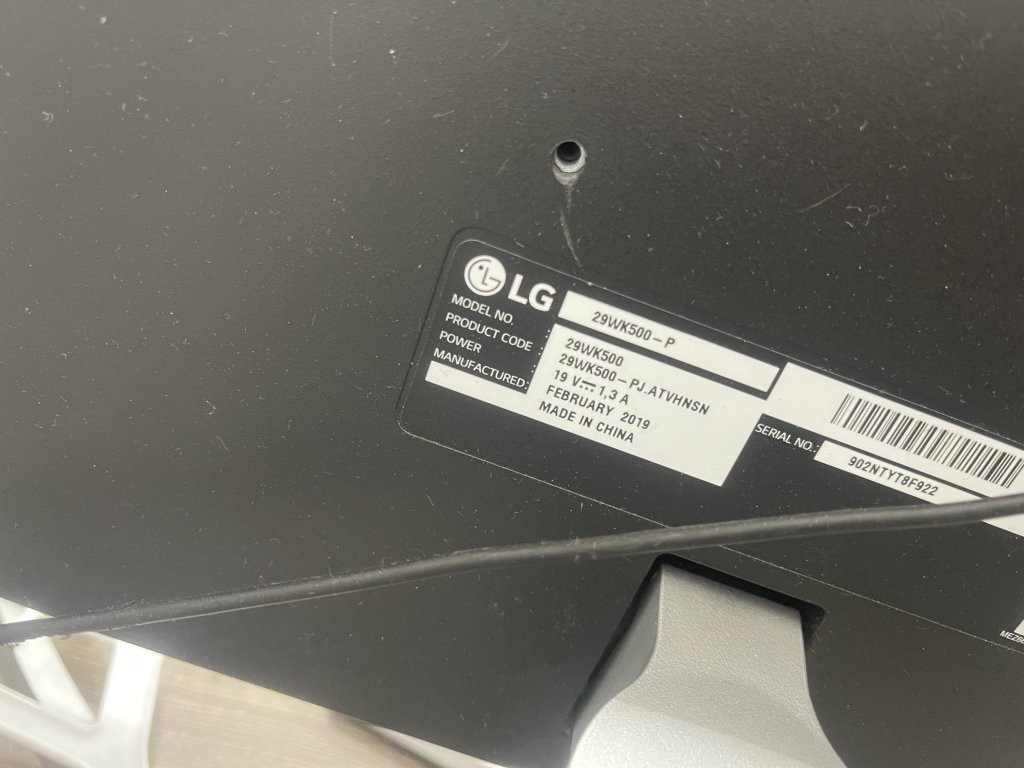 LG
29WK500-P
MODEL NO. : 29WK500
PRODUCT CODE : 29WK500-PJ.ATVHNSN
POWER : 19 V⎓1,3 A
MANUFACTURED: FEBRUARY 2019
MADE IN CHINA
SERIAL NO. :
902NTYT8F922